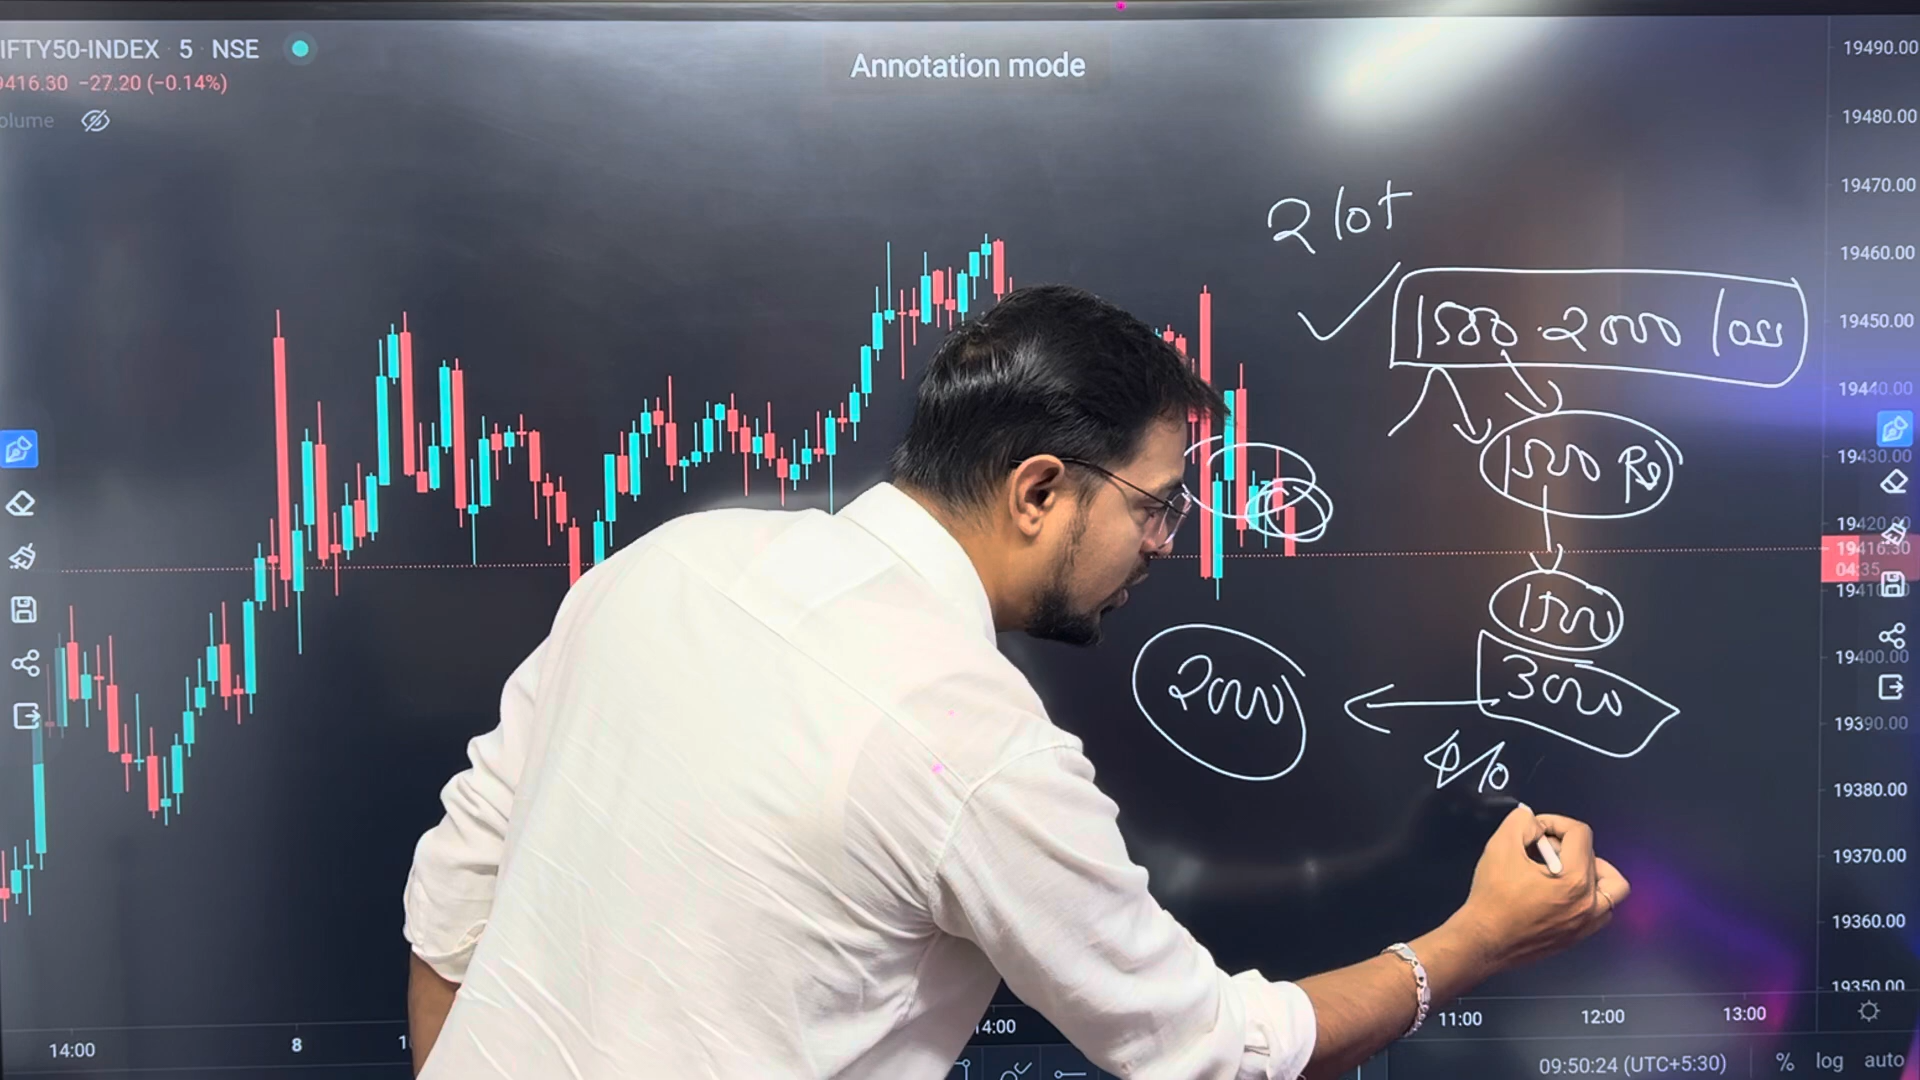 IFTY50-INDEX 5 NSE
9416.30 −27.20 (−0.14%)
olume
Annotation mode
2 lot
1500 2000 loss
1500 Rs
1500
3000
2000
19490.00
19480.00
19470.00
19460.00
19450.00
19440.00
19430.00
19420.00
19416.30
04:35
19410
19400.00
19390.00
19380.00
19370.00
19360.00
19350.00
14:00
8
14:00
11:00
12:00
13:00
09:50:24 (UTC+5:30)
% log auto